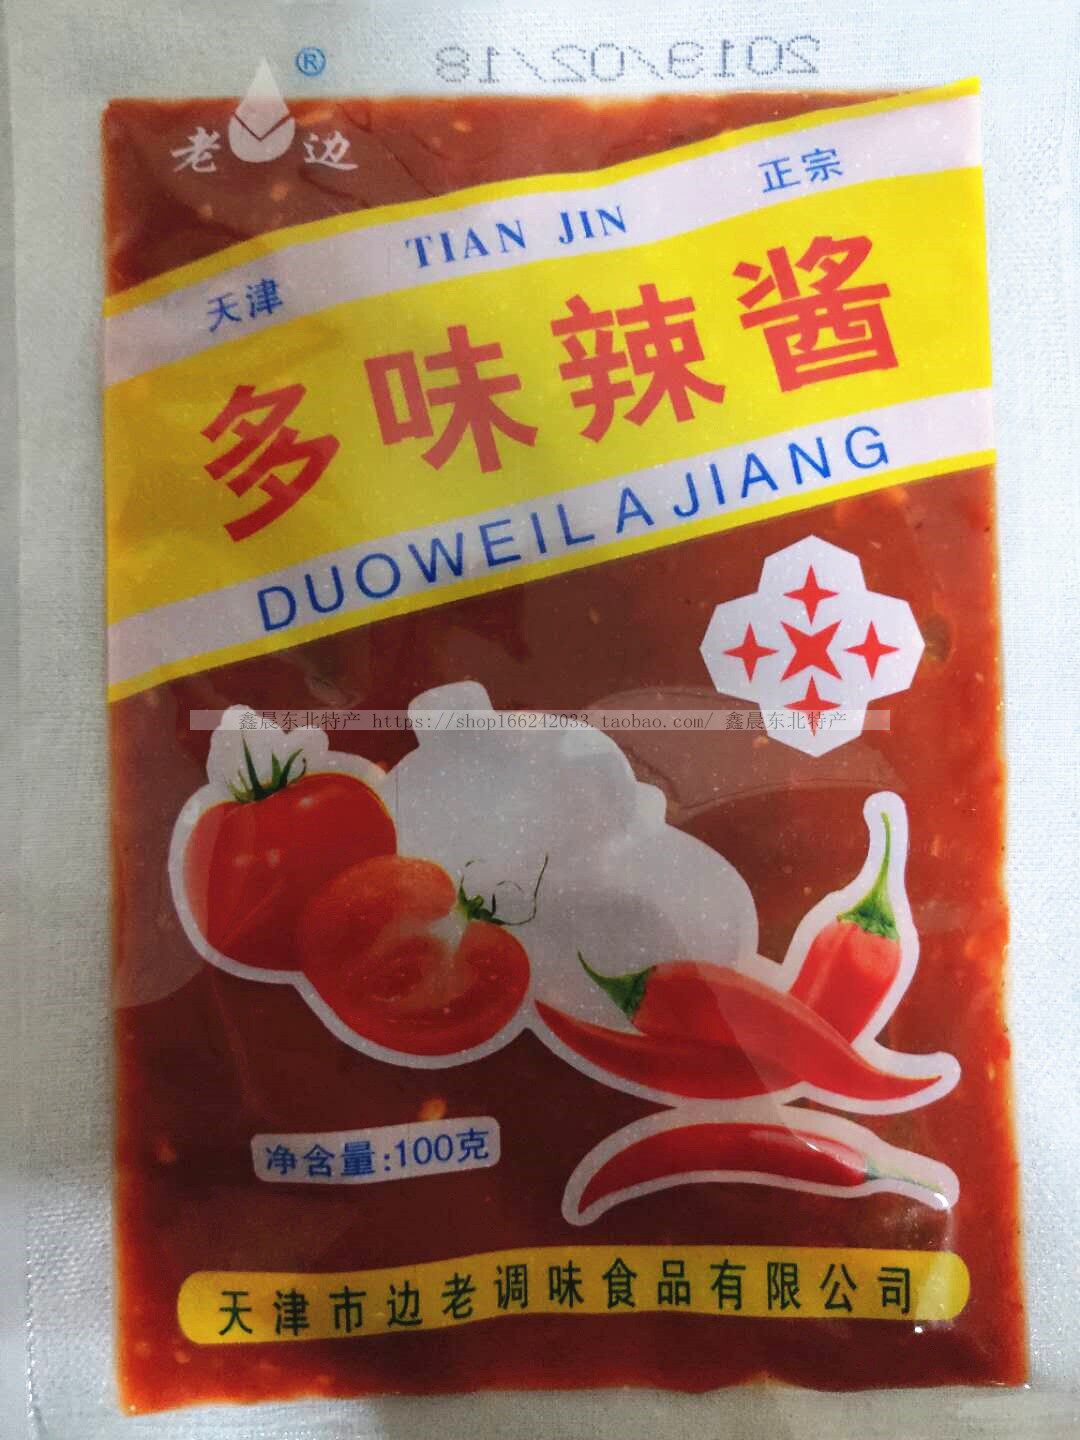 2019/02/18
老边 ®
正宗
TIAN JIN
天津
多味辣酱
DUOWEILAJIANG
鑫晨东北特产 https://shop166242033.taobao.com/ 鑫晨东北特产
净含量:100克
天津市边老调味食品有限公司